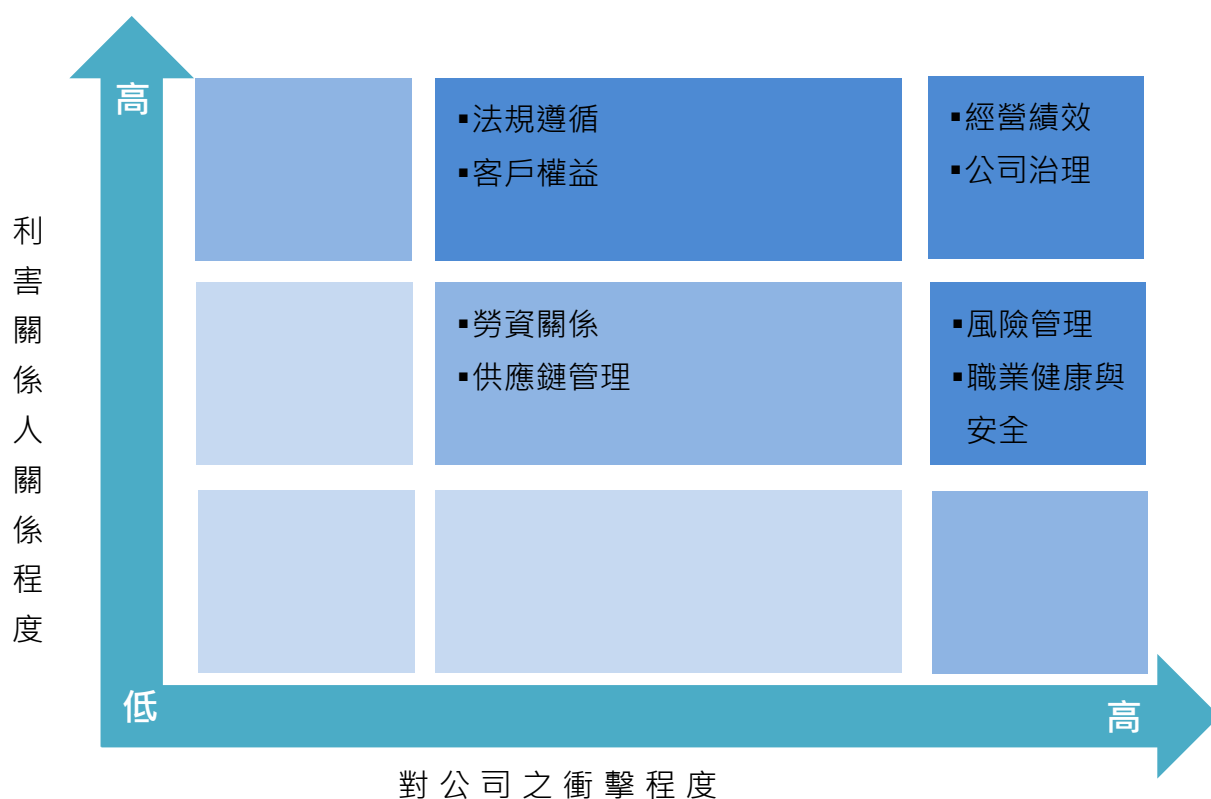 高
▪法規遵循
▪客戶權益
▪經營績效
▪公司治理
利害關係人關係程度
▪勞資關係
▪供應鏈管理
▪風險管理
▪職業健康與
安全
低
高
對公司之衝擊程度